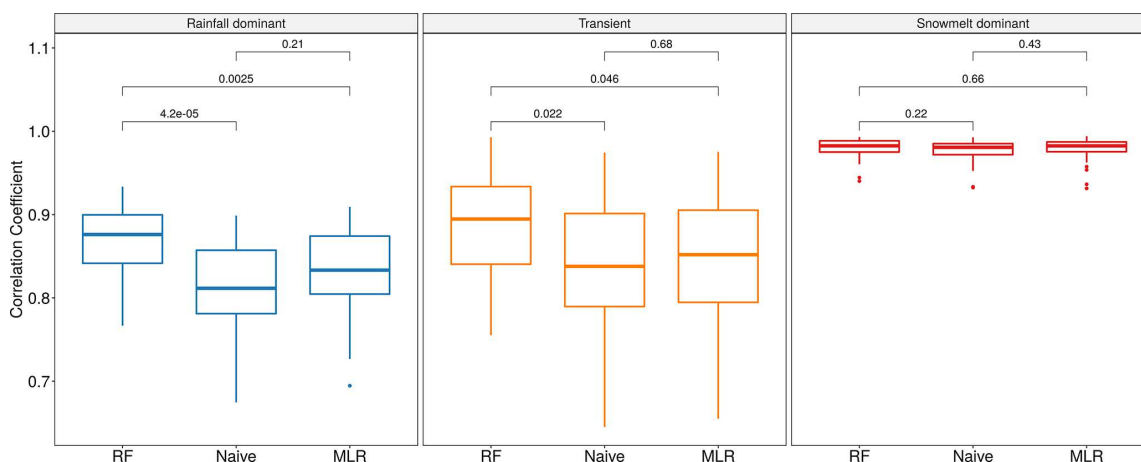 Rainfall dominant
Transient
Snowmelt dominant
Correlation Coefficient
1.1
1.0
0.9
0.8
0.7
0.21
0.0025
4.2e-05
0.68
0.046
0.022
0.43
0.66
0.22
RF Naive MLR
RF Naive MLR
RF Naive MLR